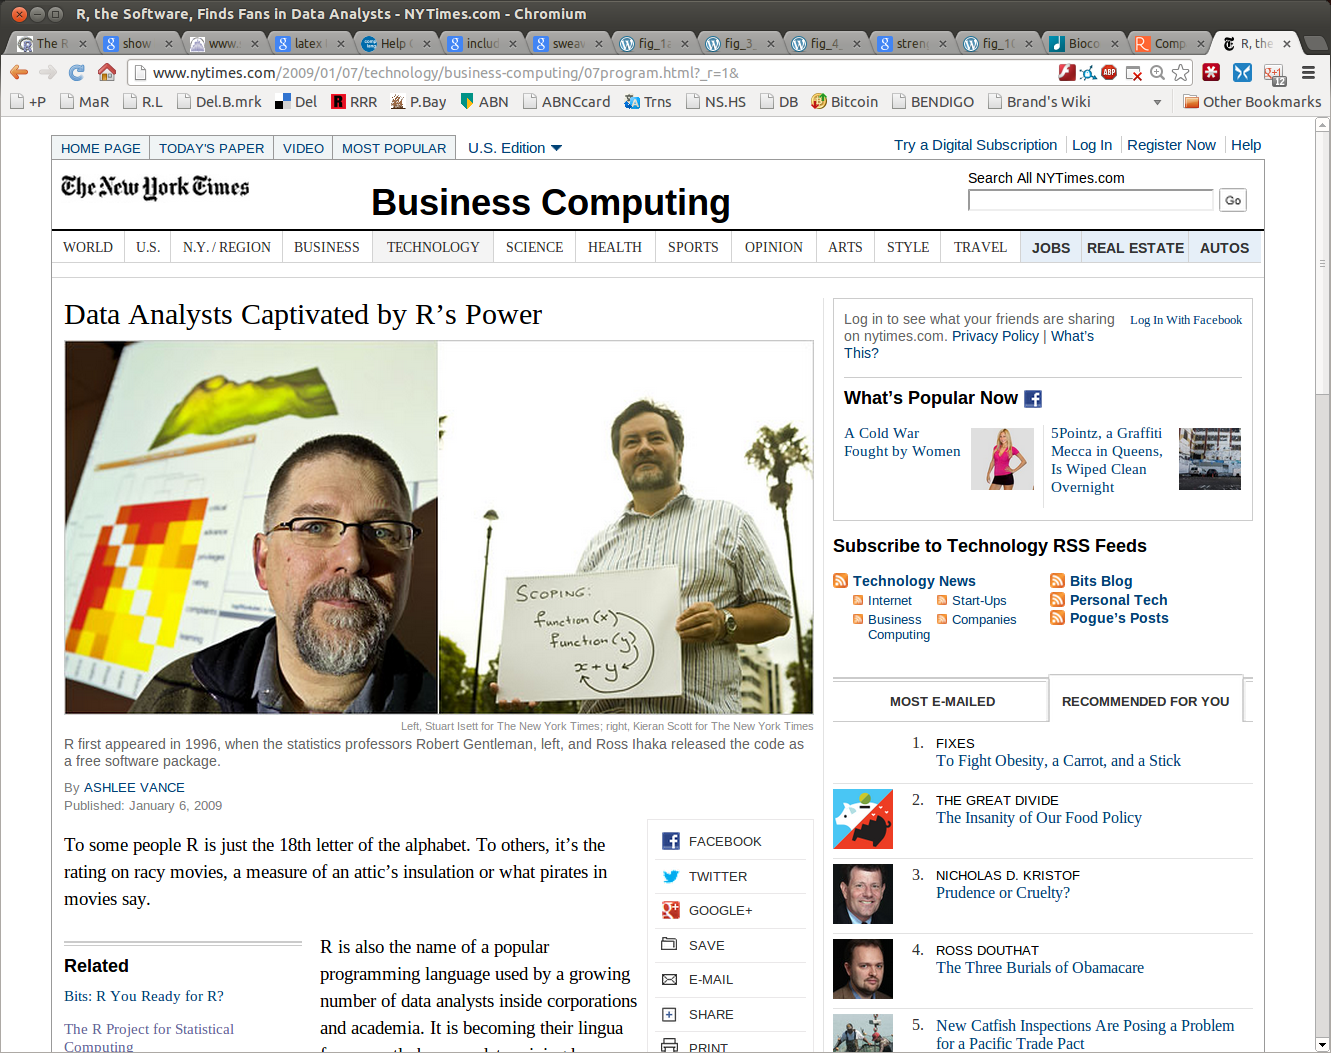 R, the Software, Finds Fans in Data Analysts - NYTimes.com - Chromium
The R
show
www.
latex
Help
includ
sweav
fig_1
fig_3_
fig_4_
streng
fig_10
Bioco
Comp
R, the
www.nytimes.com/2009/01/07/technology/business-computing/07program.html?_r=1&
ABP
12
+P
MaR
R.L
Del.B.mrk
Del
RRR
P.Bay
ABN
ABNCcard
Trns
NS.HS
DB
Bitcoin
BENDIGO
Brand's Wiki
Other Bookmarks
HOME PAGE
TODAY'S PAPER
VIDEO
MOST POPULAR
U.S. Edition
Try a Digital Subscription
Log In
Register Now
Help
The New York Times
Business Computing
Search All NYTimes.com
Go
WORLD
U.S.
N.Y. / REGION
BUSINESS
TECHNOLOGY
SCIENCE
HEALTH
SPORTS
OPINION
ARTS
STYLE
TRAVEL
JOBS
REAL ESTATE
AUTOS
Data Analysts Captivated by R’s Power
critical
advance
privileges
rating
complaints
learning
SCOPING:
function (x)
function (y)
x + y
Left, Stuart Isett for The New York Times; right, Kieran Scott for The New York Times
R first appeared in 1996, when the statistics professors Robert Gentleman, left, and Ross Ihaka released the code as
a free software package.
By ASHLEE VANCE
Published: January 6, 2009
To some people R is just the 18th letter of the alphabet. To others, it’s the
rating on racy movies, a measure of an attic’s insulation or what pirates in
movies say.
Related
Bits: R You Ready for R?
The R Project for Statistical
Computing
R is also the name of a popular
programming language used by a growing
number of data analysts inside corporations
and academia. It is becoming their lingua
FACEBOOK
TWITTER
GOOGLE+
SAVE
E-MAIL
SHARE
PRINT
Log in to see what your friends are sharing
on nytimes.com. Privacy Policy | What’s
This?
Log In With Facebook
What’s Popular Now
A Cold War
Fought by Women
5Pointz, a Graffiti
Mecca in Queens,
Is Wiped Clean
Overnight
Subscribe to Technology RSS Feeds
Technology News
Internet
Start-Ups
Business
Computing
Companies
Bits Blog
Personal Tech
Pogue’s Posts
MOST E-MAILED
RECOMMENDED FOR YOU
1. FIXES
To Fight Obesity, a Carrot, and a Stick
2. THE GREAT DIVIDE
The Insanity of Our Food Policy
3. NICHOLAS D. KRISTOF
Prudence or Cruelty?
4. ROSS DOUTHAT
The Three Burials of Obamacare
5. New Catfish Inspections Are Posing a Problem
for a Pacific Trade Pact